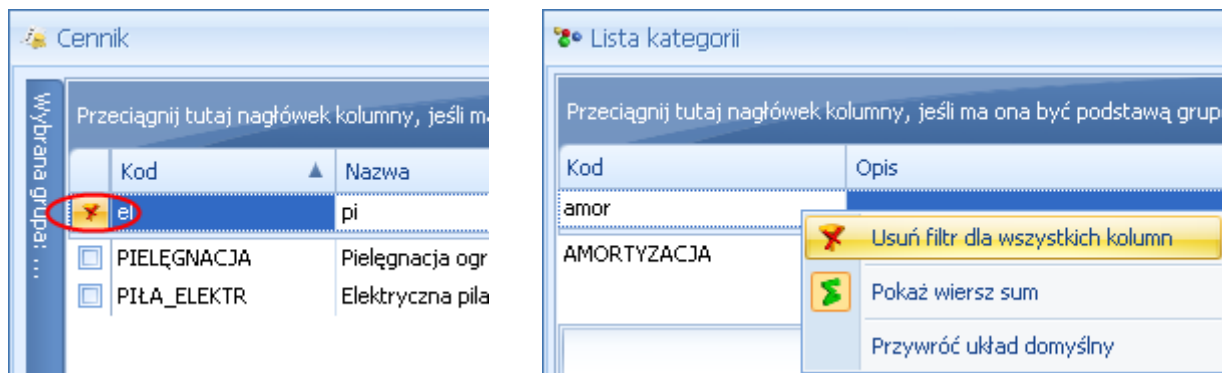 Cennik
Wybrana grupa: ...
Przeciągnij tutaj nagłówek kolumny, jeśli m
Kod Nazwa
el pi
PIELĘGNACJA Pielęgnacja ogr
PIŁA_ELEKTR Elektryczna piła
Lista kategorii
Przeciągnij tutaj nagłówek kolumny, jeśli ma ona być podstawą grup
Kod Opis
amor
AMORTYZACJA
Usuń filtr dla wszystkich kolumn
Pokaż wiersz sum
Przywróć układ domyślny